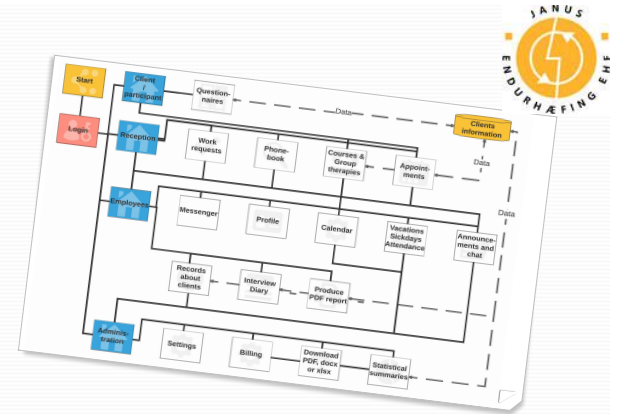 JANUS
ENDURHÆFING EHF
Start
Client
/
participant
Question-
naires
Data
Clients
information
Login
Reception
Work
requests
Phone-
book
Courses &
Group
therapies
Appoint-
ments
Data
Data
Employees
Messenger
Profile
Calendar
Vacations
Sickdays
Attendance
Announce-
ments and
chat
Records
about
clients
Interview
Diary
Produce
PDF report
Adminis-
tration
Settings
Billing
Download
PDF, docx
or xlsx
Statistical
summaries